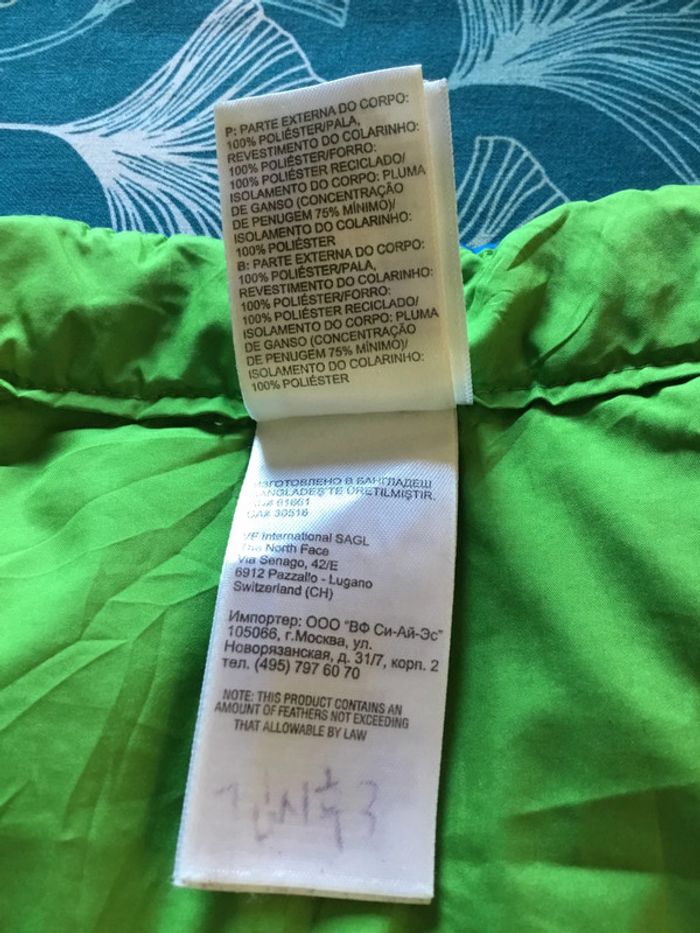 P: PARTE EXTERNA DO CORPO:
100% POLIÉSTER/PALA,
REVESTIMENTO DO COLARINHO:
100% POLIÉSTER/FORRO:
100% POLIÉSTER RECICLADO/
ISOLAMENTO DO CORPO: PLUMA
DE GANSO (CONCENTRAÇÃO
DE PENUGEM 75% MÍNIMO)/
ISOLAMENTO DO COLARINHO:
100% POLIÉSTER
B: PARTE EXTERNA DO CORPO:
100% POLIÉSTER/PALA,
REVESTIMENTO DO COLARINHO:
100% POLIÉSTER/FORRO:
100% POLIÉSTER RECICLADO/
ISOLAMENTO DO CORPO: PLUMA
DE GANSO (CONCENTRAÇÃO
DE PENUGEM 75% MÍNIMO)/
ISOLAMENTO DO COLARINHO:
100% POLIÉSTER
ИЗГОТОВЛЕНО В БАНГЛАДЕШ
BANGLADEŞ'TE ÜRETİLMİŞTİR.
61661
CA# 30516
VF International SAGL
The North Face
Via Senago, 42/E
6912 Pazzallo - Lugano
Switzerland (CH)
Импортер: ООО "ВФ Си-Ай-Эс"
105066, г.Москва, ул.
Новорязанская, д. 31/7, корп. 2
тел. (495) 797 60 70
NOTE: THIS PRODUCT CONTAINS AN
AMOUNT OF FEATHERS NOT EXCEEDING
THAT ALLOWABLE BY LAW